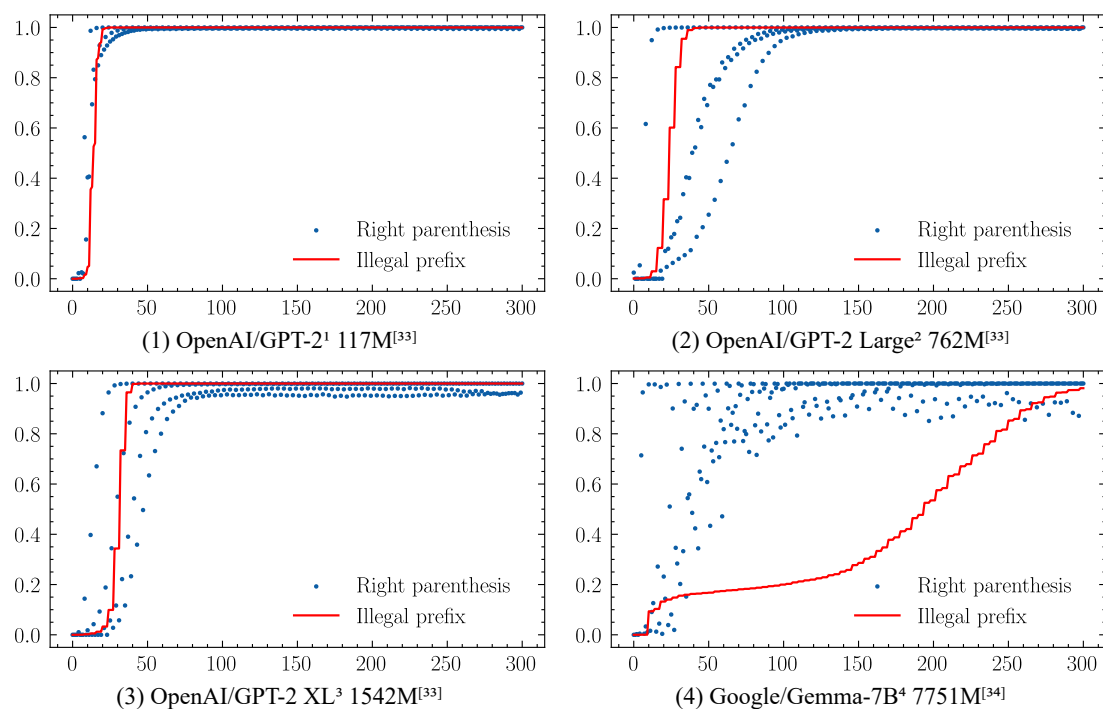 1.0
0.8
0.6
0.4
0.2
0.0
Right parenthesis
Illegal prefix
0 50 100 150 200 250 300
(1) OpenAI/GPT-2¹ 117M[33]
1.0
0.8
0.6
0.4
0.2
0.0
Right parenthesis
Illegal prefix
0 50 100 150 200 250 300
(2) OpenAI/GPT-2 Large² 762M[33]
1.0
0.8
0.6
0.4
0.2
0.0
Right parenthesis
Illegal prefix
0 50 100 150 200 250 300
(3) OpenAI/GPT-2 XL³ 1542M[33]
1.0
0.8
0.6
0.4
0.2
0.0
Right parenthesis
Illegal prefix
0 50 100 150 200 250 300
(4) Google/Gemma-7B⁴ 7751M[34]